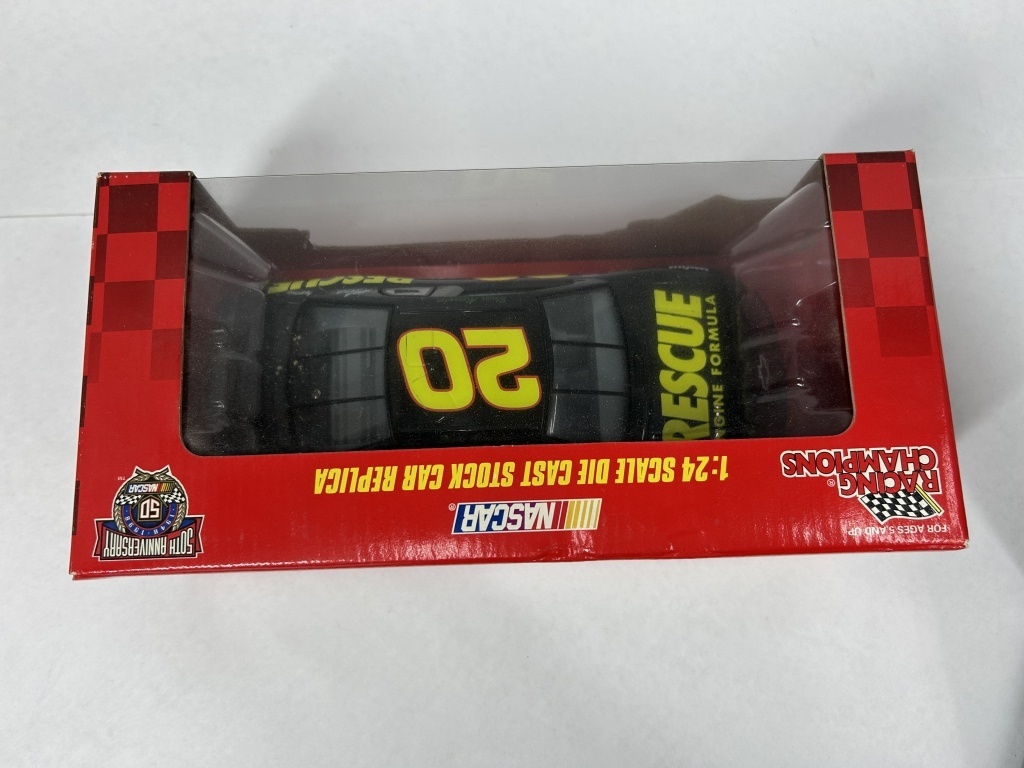 RESCUE
20
RESCUE
ENGINE FORMULA
1:24 SCALE DIE CAST STOCK CAR REPLICA
RACING
CHAMPIONS®
FOR AGES 5 AND UP
NASCAR®
NASCAR
50
50TH ANNIVERSARY
TM